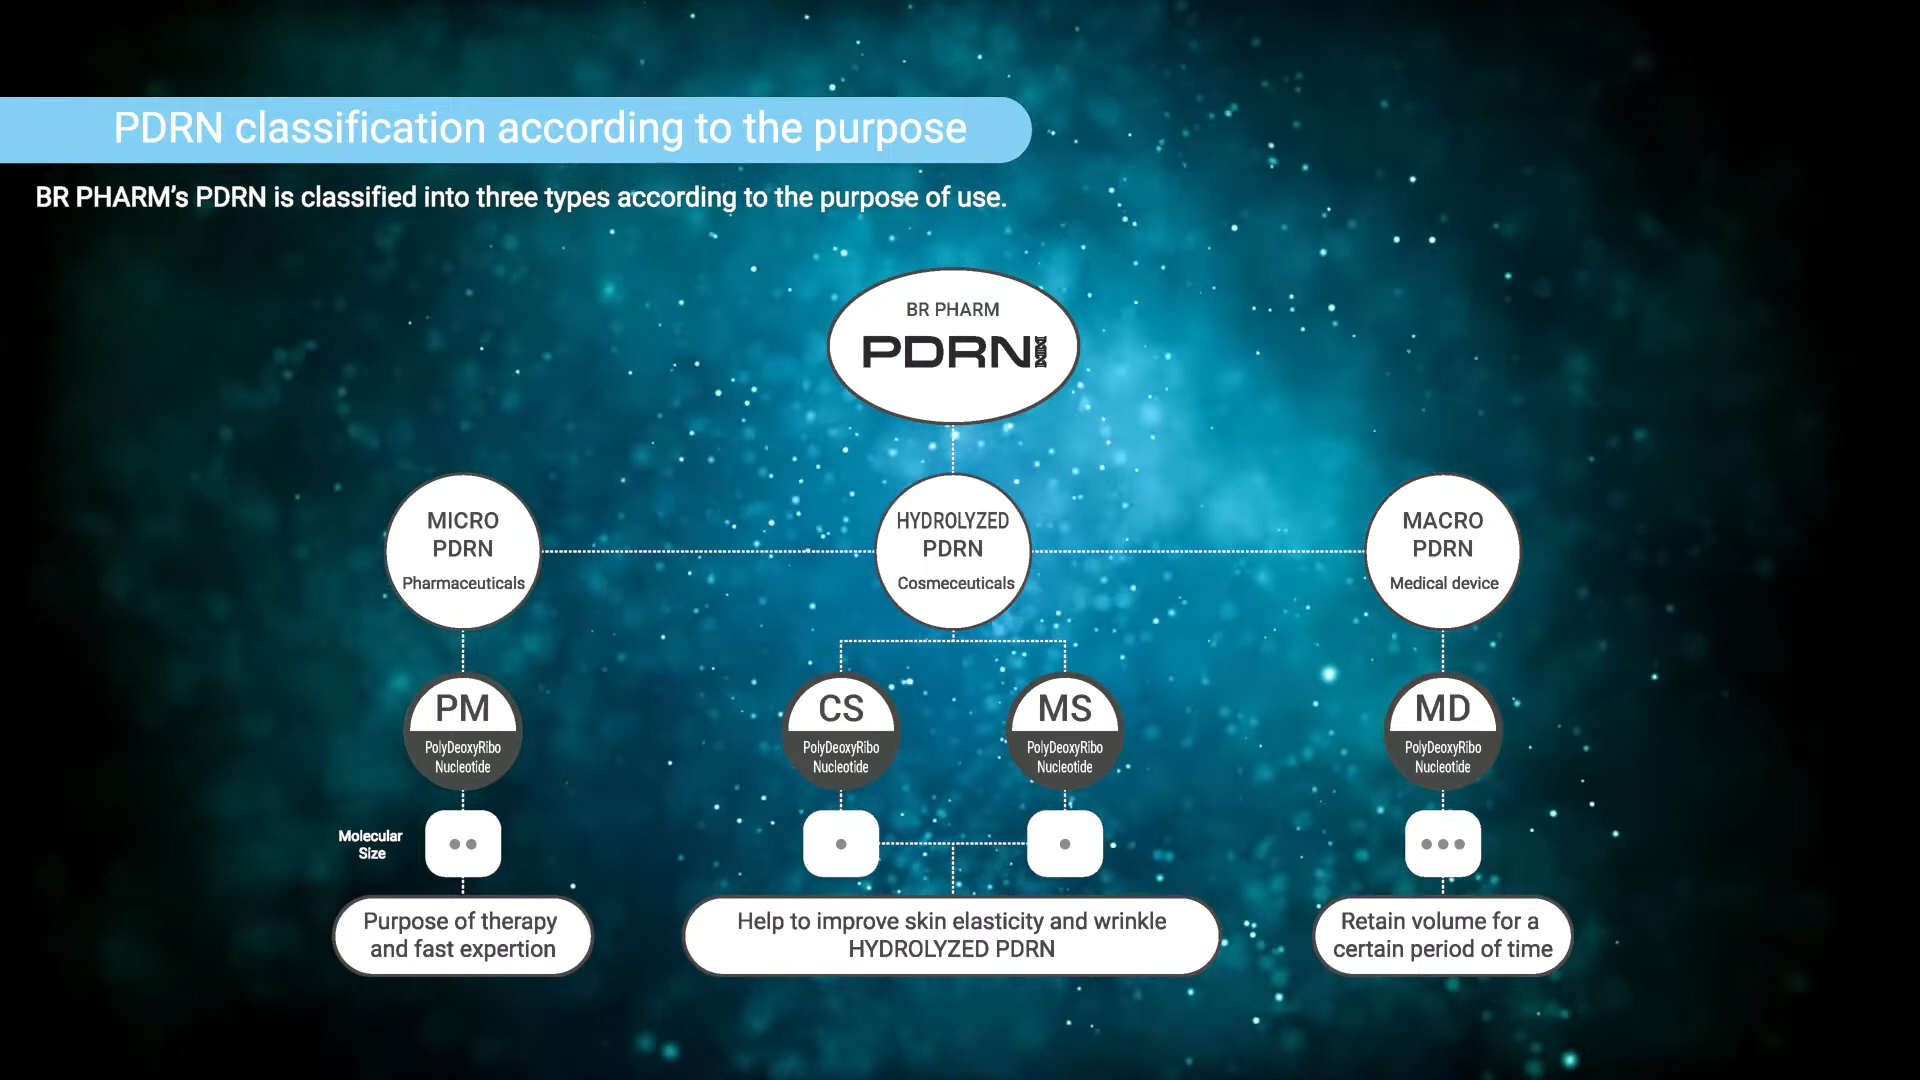 PDRN classification according to the purpose
BR PHARM’s PDRN is classified into three types according to the purpose of use.
BR PHARM
PDRN
MICRO
PDRN
Pharmaceuticals
HYDROLYZED
PDRN
Cosmeceuticals
MACRO
PDRN
Medical device
PM
PolyDeoxyRibo
Nucleotide
CS
PolyDeoxyRibo
Nucleotide
MS
PolyDeoxyRibo
Nucleotide
MD
PolyDeoxyRibo
Nucleotide
Molecular
Size
Purpose of therapy
and fast expertion
Help to improve skin elasticity and wrinkle
HYDROLYZED PDRN
Retain volume for a
certain period of time